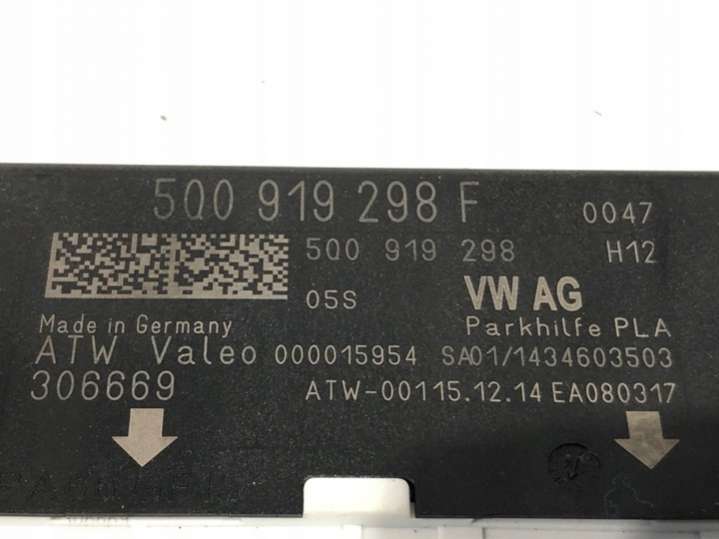 5Q0 919 298 F 0047
5Q0 919 298 H12
05S VW AG
Made in Germany Parkhilfe PLA
ATW Valeo 000015954 SA01/1434603503
306669 ATW-00115.12.14 EA080317